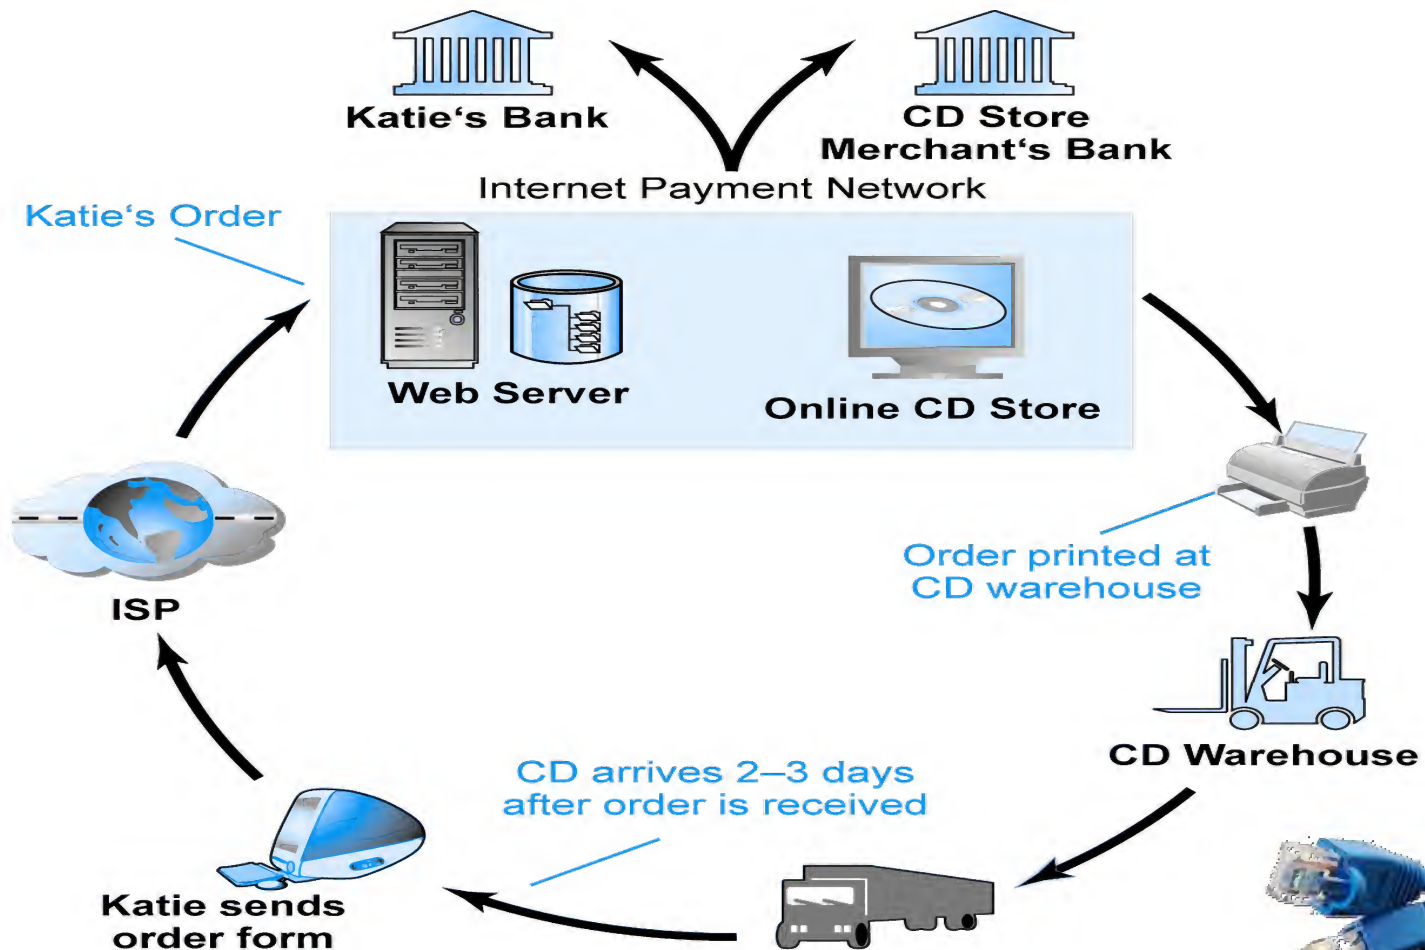 Katie‘s Bank
CD Store
Merchant‘s Bank
Internet Payment Network
Katie‘s Order
Web Server
Online CD Store
Order printed at
CD warehouse
ISP
CD Warehouse
CD arrives 2–3 days
after order is received
Katie sends
order form